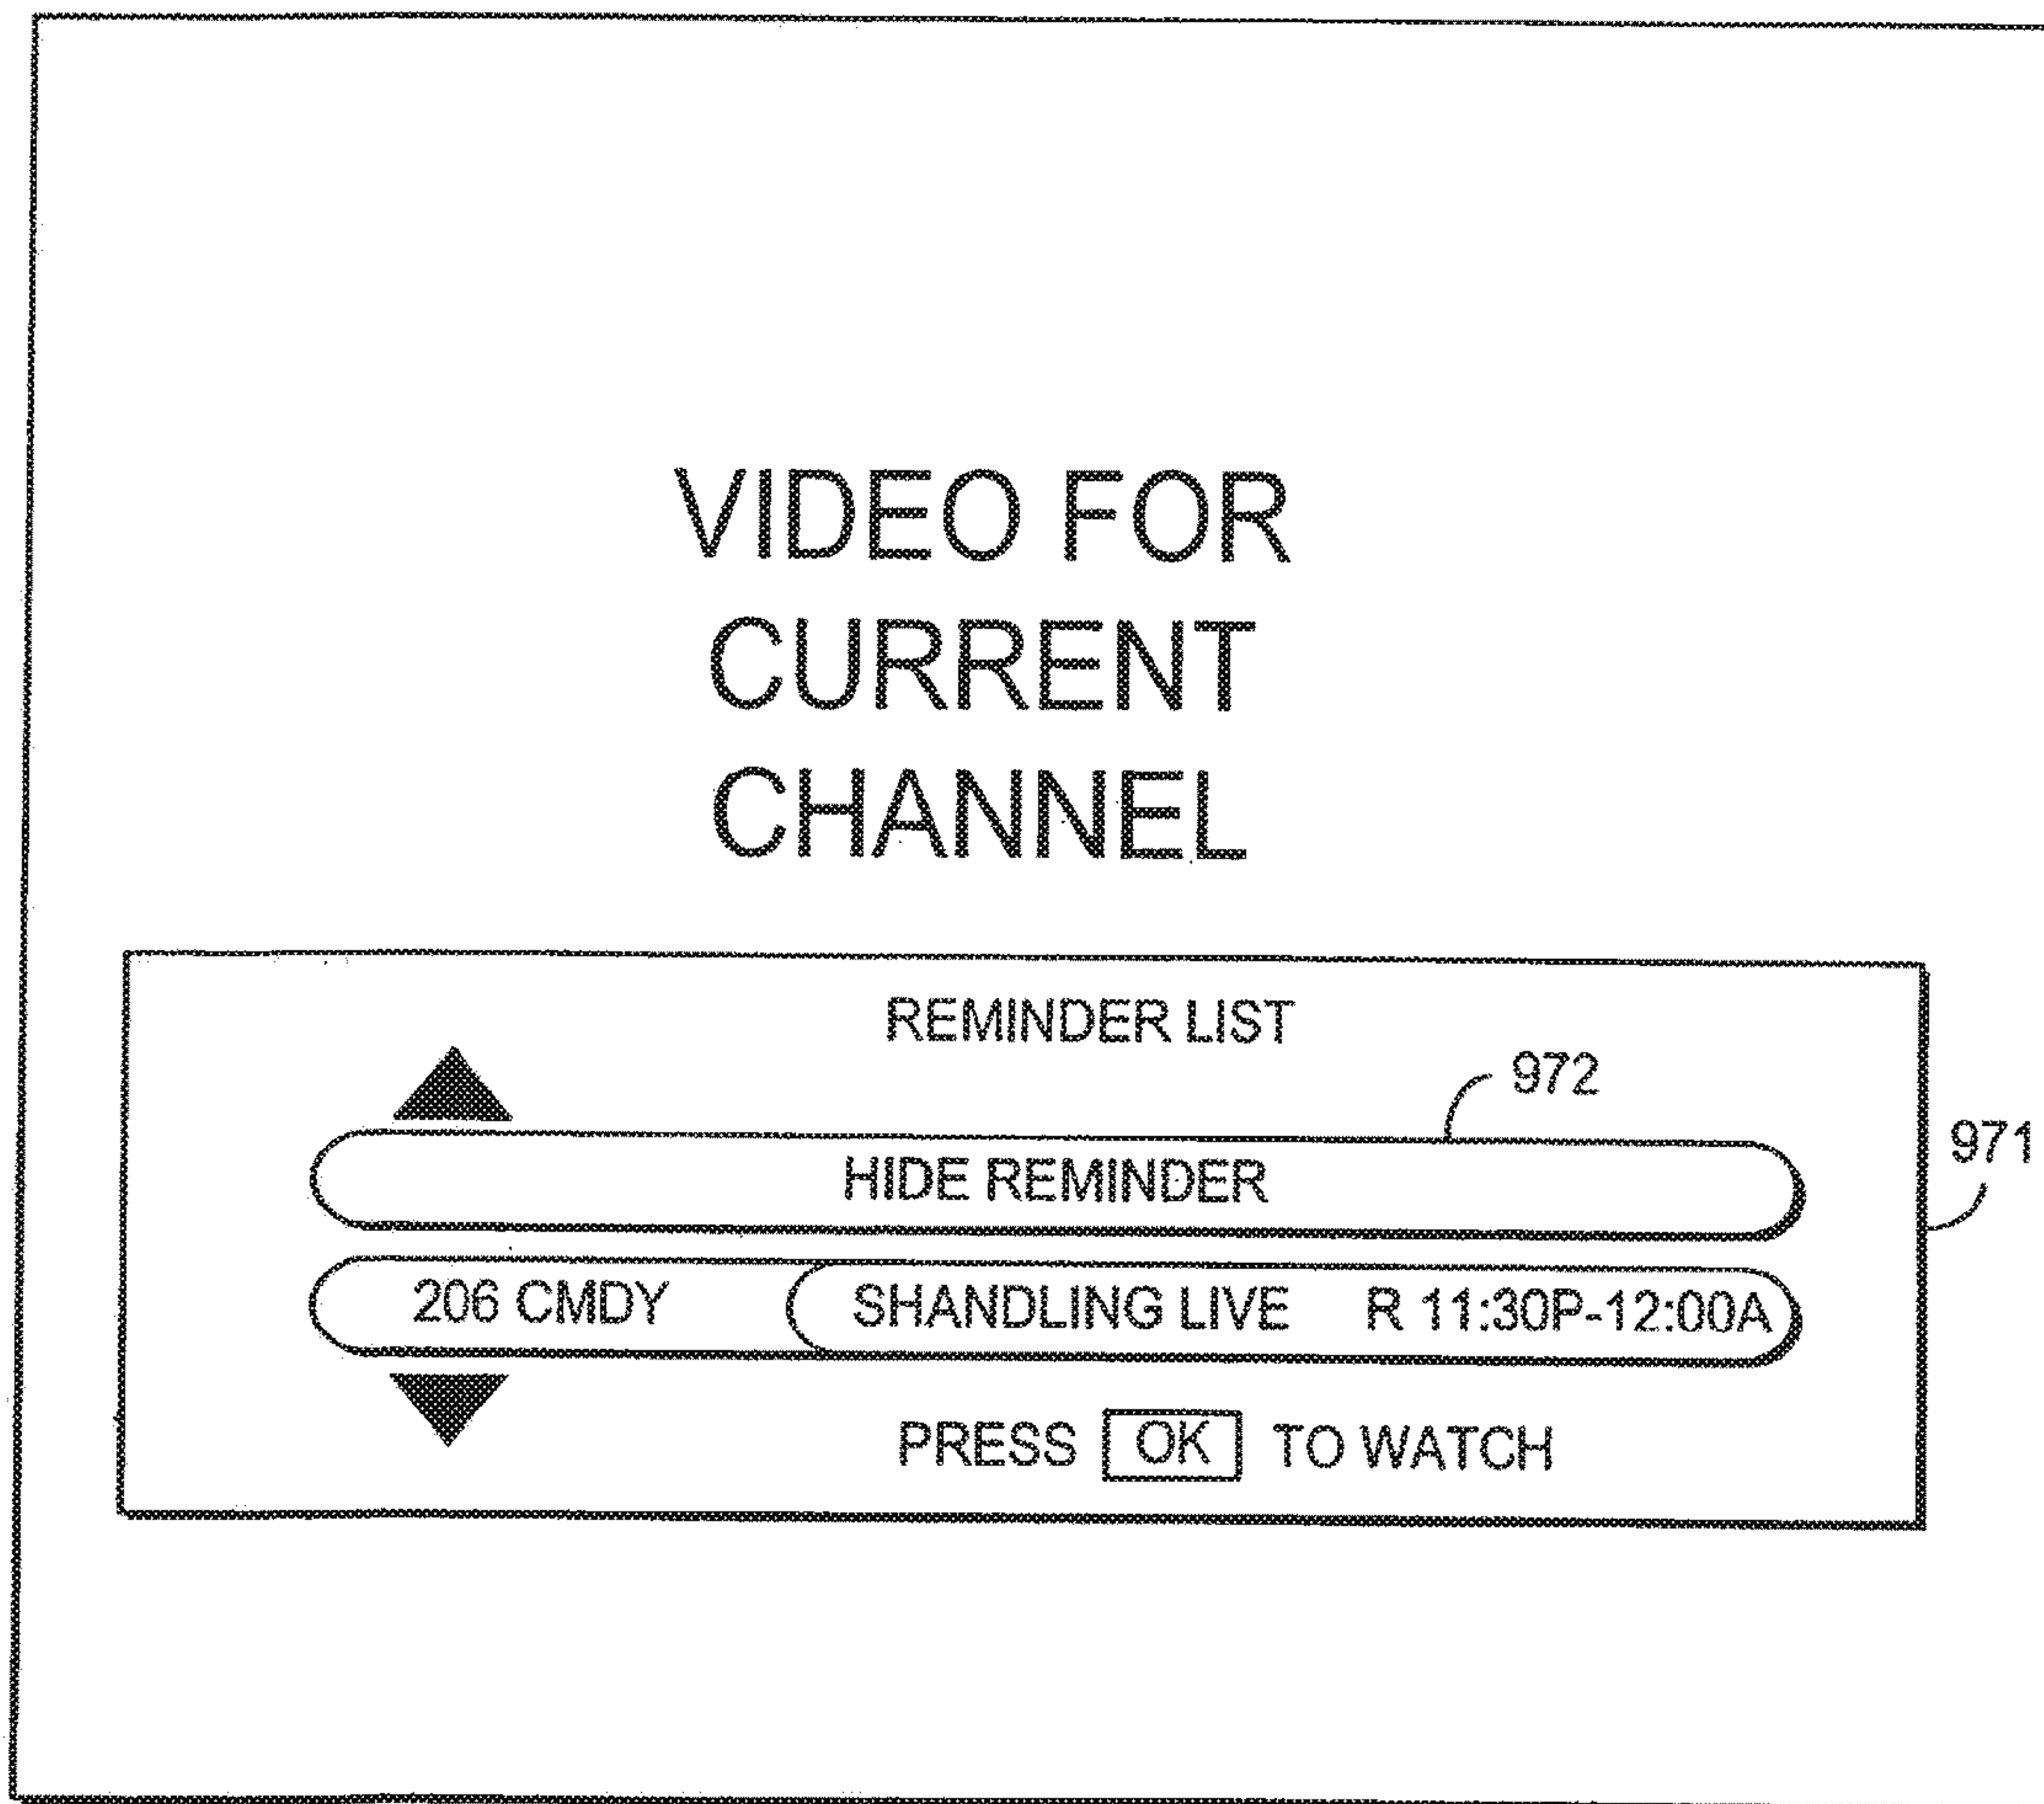 VIDEO FOR
CURRENT
CHANNEL
REMINDER LIST
972
971
HIDE REMINDER
206 CMDY SHANDLING LIVE R 11:30P-12:00A
PRESS OK TO WATCH